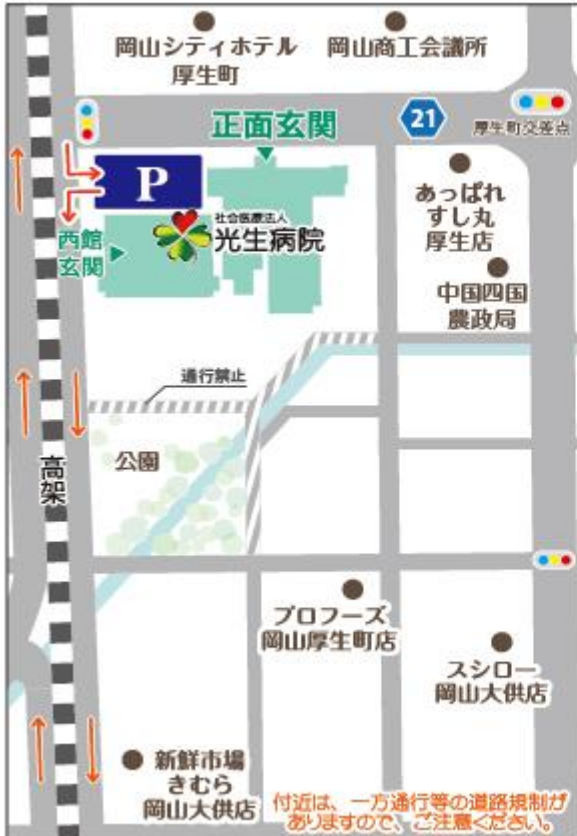 岡山シティホテル
厚生町
岡山商工会議所
正面玄関
21
厚生町交差点
P
社会医療法人
光生病院
西館
玄関
あっぱれ
すし丸
厚生店
中国四国
農政局
通行禁止
公園
高架
プロフーズ
岡山厚生町店
スシロー
岡山大供店
新鮮市場
きむら
岡山大供店
付近は、一方通行等の道路規制が
ありますので、ご注意ください。